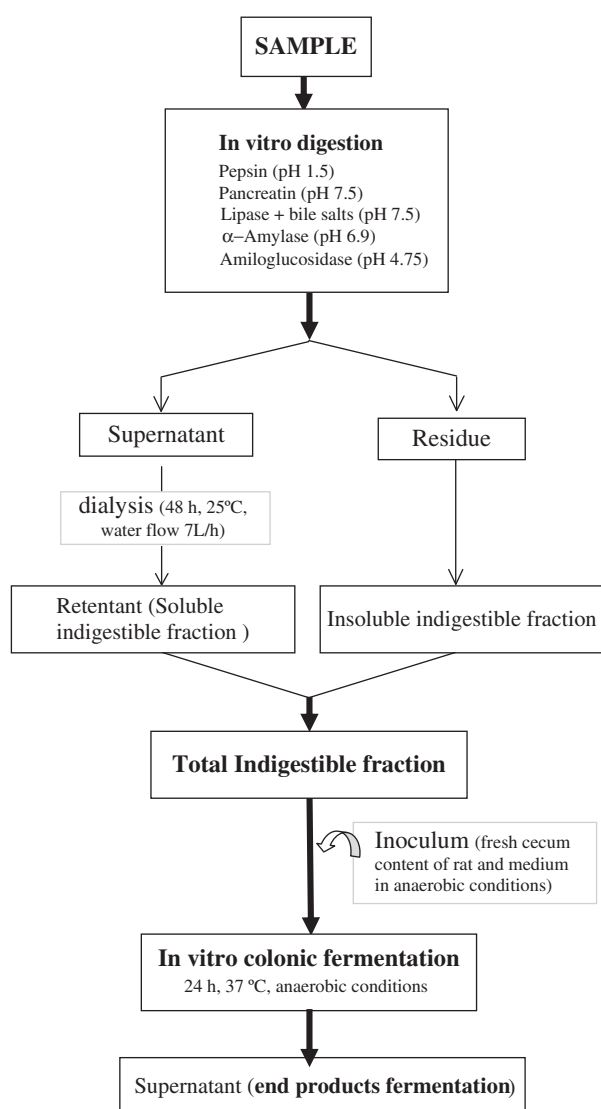 SAMPLE
In vitro digestion
Pepsin (pH 1.5)
Pancreatin (pH 7.5)
Lipase + bile salts (pH 7.5)
α−Amylase (pH 6.9)
Amiloglucosidase (pH 4.75)
Supernatant
Residue
dialysis (48 h, 25ºC,
water flow 7L/h)
Retentant (Soluble
indigestible fraction )
Insoluble indigestible fraction
Total Indigestible fraction
Inoculum (fresh cecum
content of rat and medium
in anaerobic conditions)
In vitro colonic fermentation
24 h, 37 ºC, anaerobic conditions
Supernatant (end products fermentation)